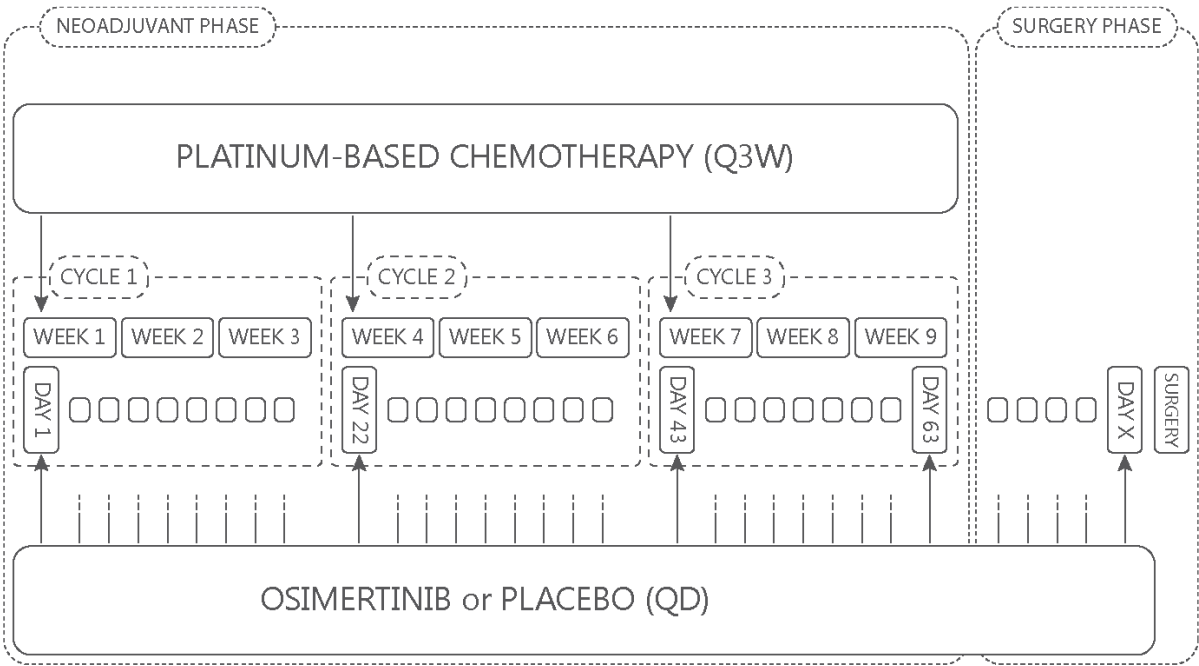 NEOADJUVANT PHASE
SURGERY PHASE
PLATINUM-BASED CHEMOTHERAPY (Q3W)
CYCLE 1
CYCLE 2
CYCLE 3
WEEK 1
WEEK 2
WEEK 3
WEEK 4
WEEK 5
WEEK 6
WEEK 7
WEEK 8
WEEK 9
DAY 1
DAY 22
DAY 43
DAY 63
DAY X
SURGERY
OSIMERTINIB or PLACEBO (QD)